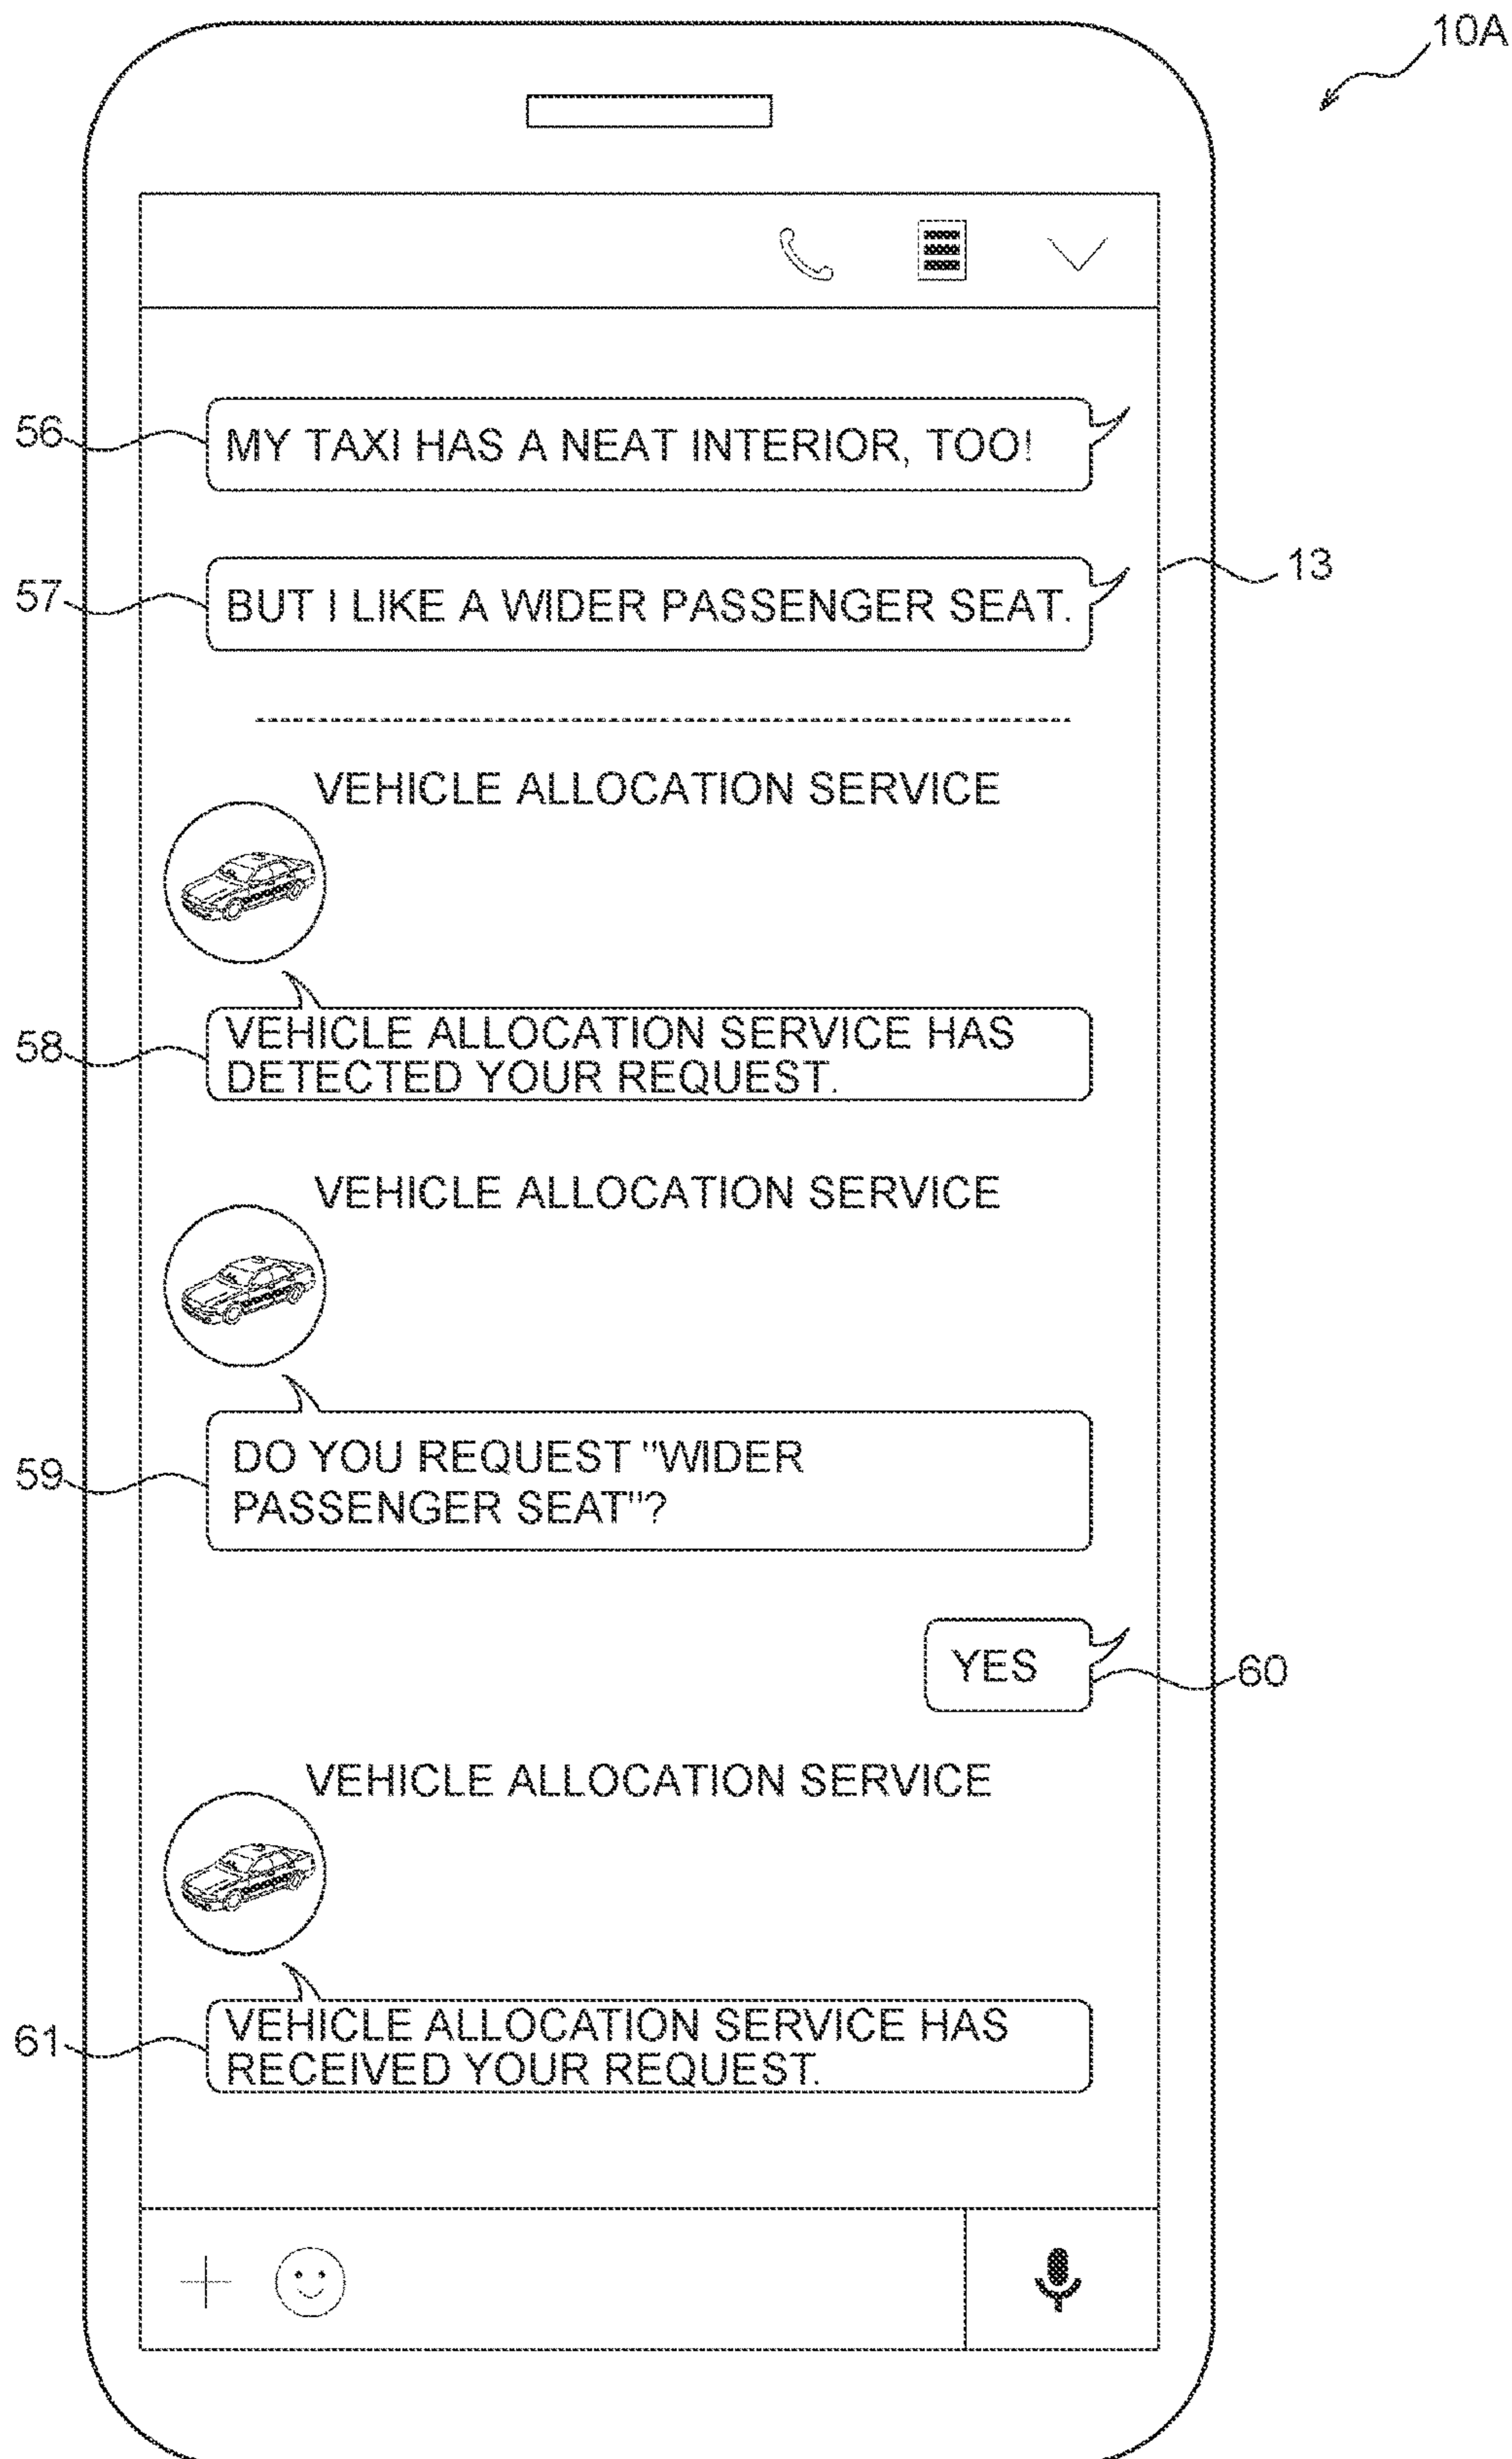 10A
56
MY TAXI HAS A NEAT INTERIOR, TOO!
13
57
BUT I LIKE A WIDER PASSENGER SEAT.
VEHICLE ALLOCATION SERVICE
58
VEHICLE ALLOCATION SERVICE HAS
DETECTED YOUR REQUEST.
VEHICLE ALLOCATION SERVICE
59
DO YOU REQUEST "WIDER
PASSENGER SEAT"?
YES
60
VEHICLE ALLOCATION SERVICE
61
VEHICLE ALLOCATION SERVICE HAS
RECEIVED YOUR REQUEST.